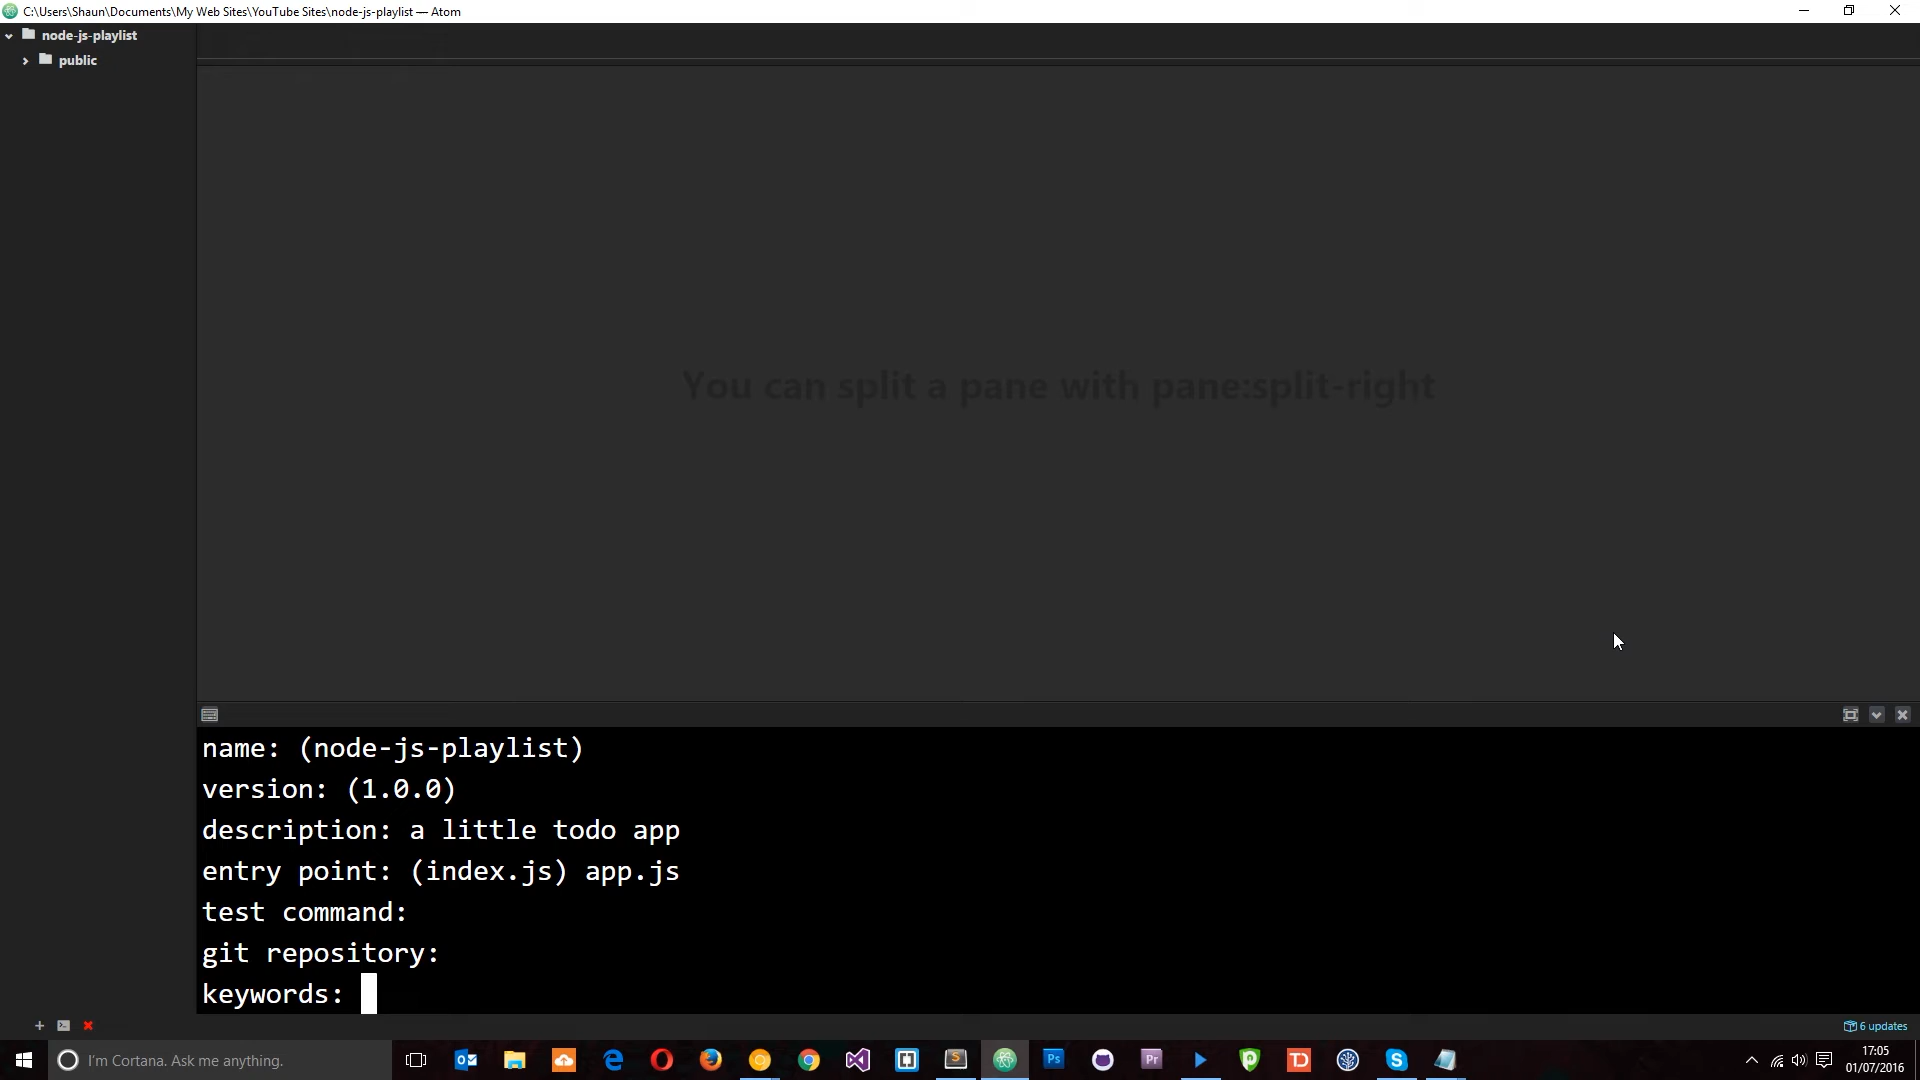 C:\Users\Shaun\Documents\My Web Sites\YouTube Sites\node-js-playlist — Atom
node-js-playlist
public
You can split a pane with pane:split-right
name: (node-js-playlist)
version: (1.0.0)
description: a little todo app
entry point: (index.js) app.js
test command:
git repository:
keywords:
6 updates
I'm Cortana. Ask me anything.
17:05
01/07/2016